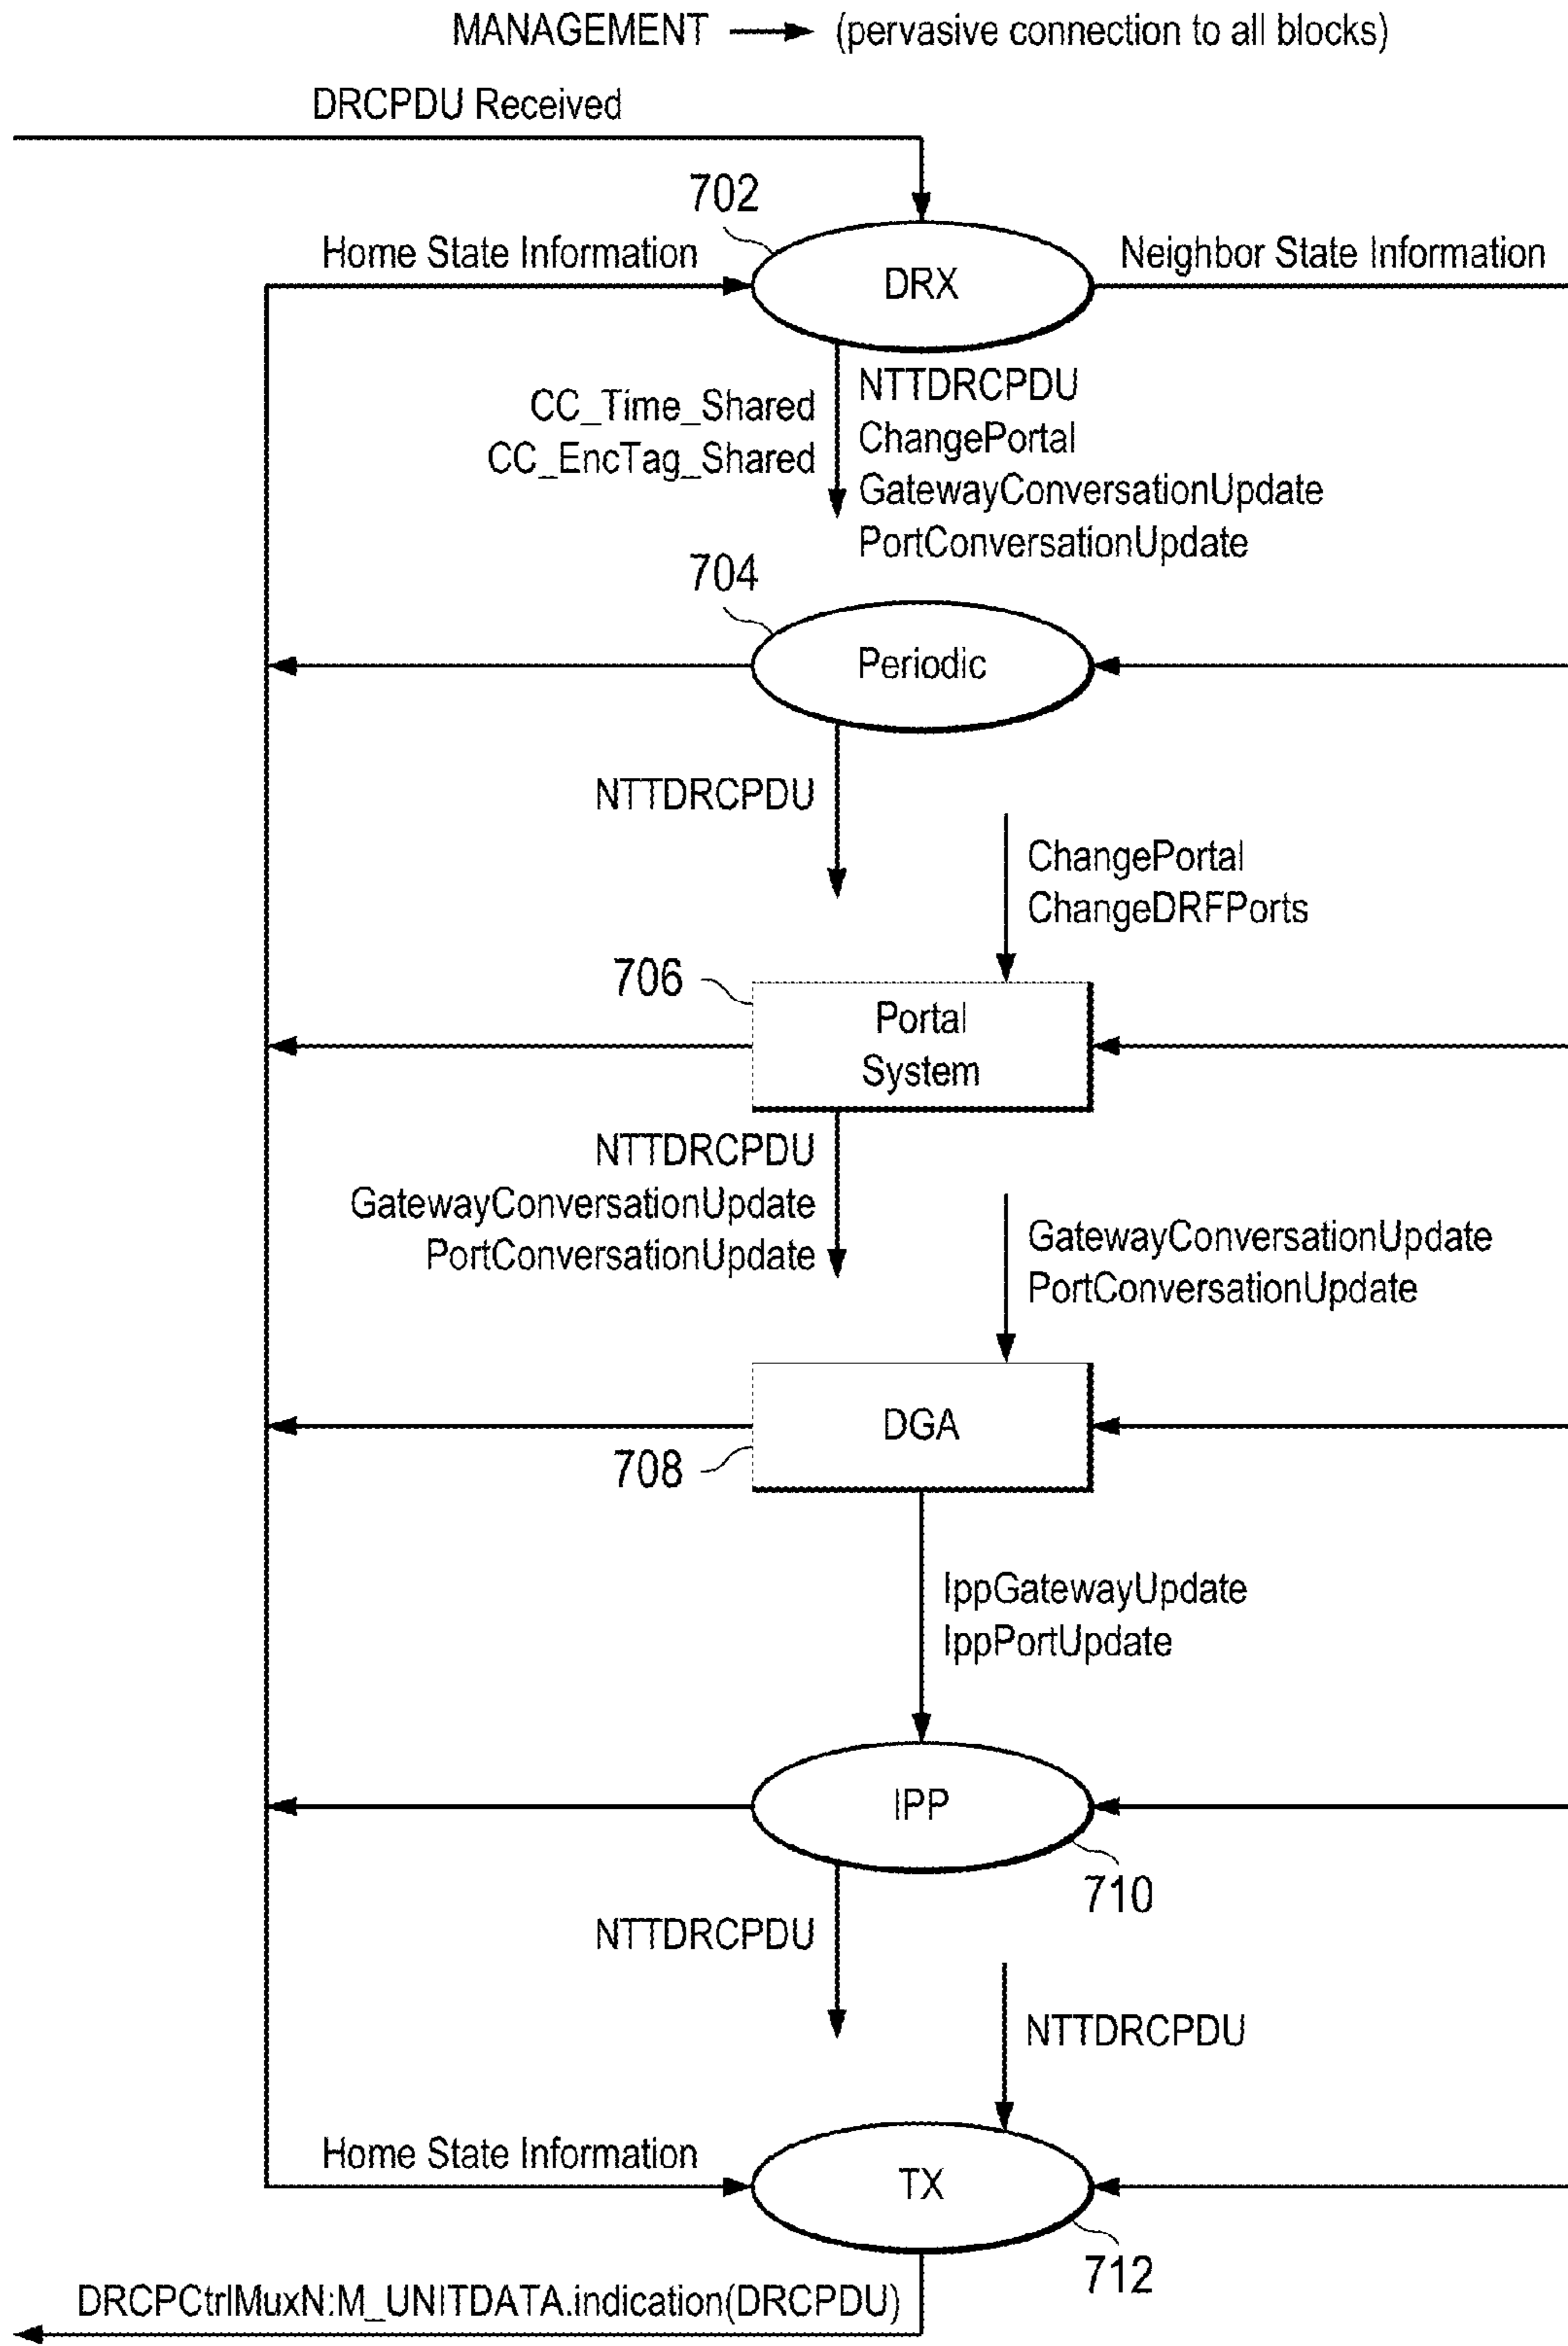 MANAGEMENT (pervasive connection to all blocks)
DRCPDU Received
702
Home State Information
DRX
Neighbor State Information
CC_Time_Shared
CC_EncTag_Shared
NTTDRCPDU
ChangePortal
GatewayConversationUpdate
PortConversationUpdate
704
Periodic
NTTDRCPDU
ChangePortal
ChangeDRFPorts
706
Portal
System
NTTDRCPDU
GatewayConversationUpdate
PortConversationUpdate
GatewayConversationUpdate
PortConversationUpdate
DGA
708
IppGatewayUpdate
IppPortUpdate
IPP
710
NTTDRCPDU
NTTDRCPDU
Home State Information
TX
712
DRCPCtrlMuxN:M_UNITDATA.indication(DRCPDU)